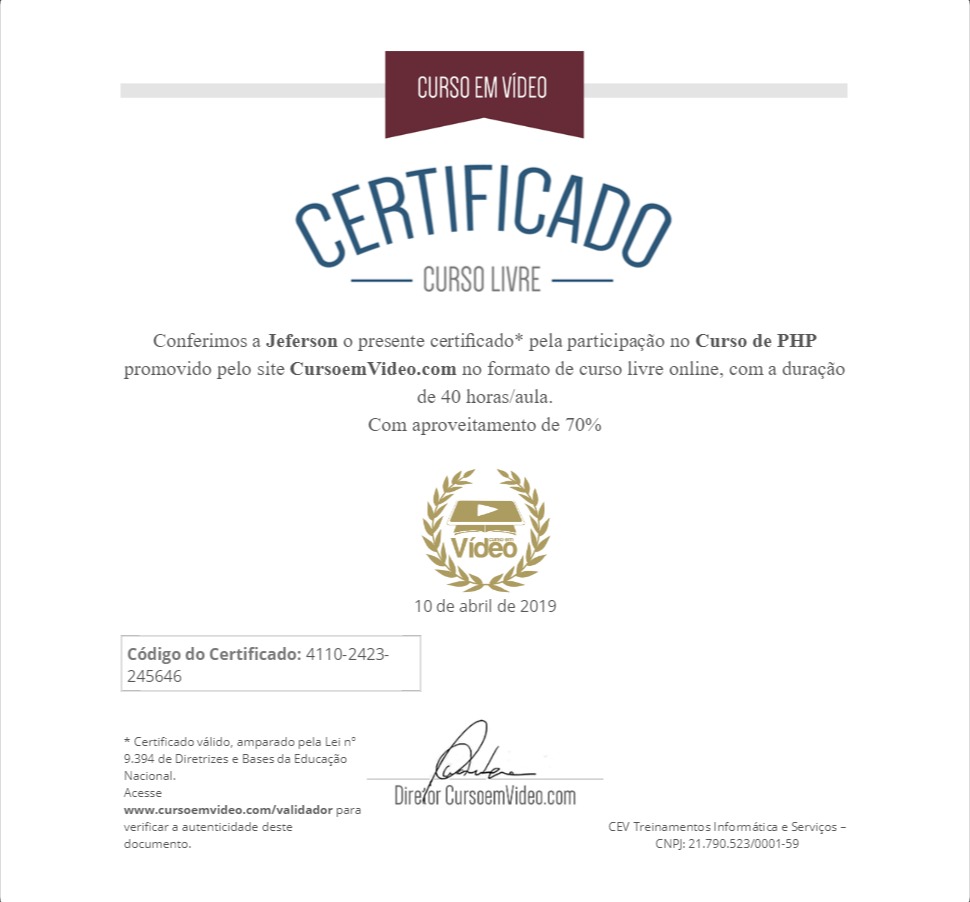 CURSO EM VÍDEO
CERTIFICADO
CURSO LIVRE
Conferimos a Jeferson o presente certificado* pela participação no Curso de PHP
promovido pelo site CursoemVideo.com no formato de curso livre online, com a duração
de 40 horas/aula.
Com aproveitamento de 70%
curso em
Vídeo
10 de abril de 2019
Código do Certificado: 4110-2423-
245646
* Certificado válido, amparado pela Lei nº
9.394 de Diretrizes e Bases da Educação
Nacional.
Acesse
www.cursoemvideo.com/validador para
verificar a autenticidade deste
documento.
Diretor CursoemVideo.com
CEV Treinamentos Informática e Serviços –
CNPJ: 21.790.523/0001-59